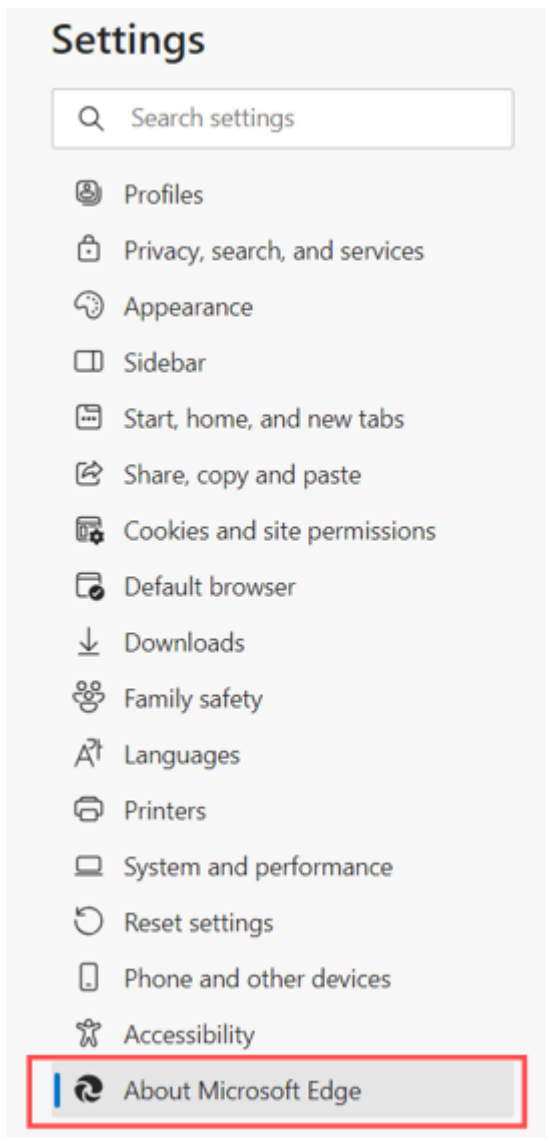 Settings
Search settings
Profiles
Privacy, search, and services
Appearance
Sidebar
Start, home, and new tabs
Share, copy and paste
Cookies and site permissions
Default browser
Downloads
Family safety
Languages
Printers
System and performance
Reset settings
Phone and other devices
Accessibility
About Microsoft Edge